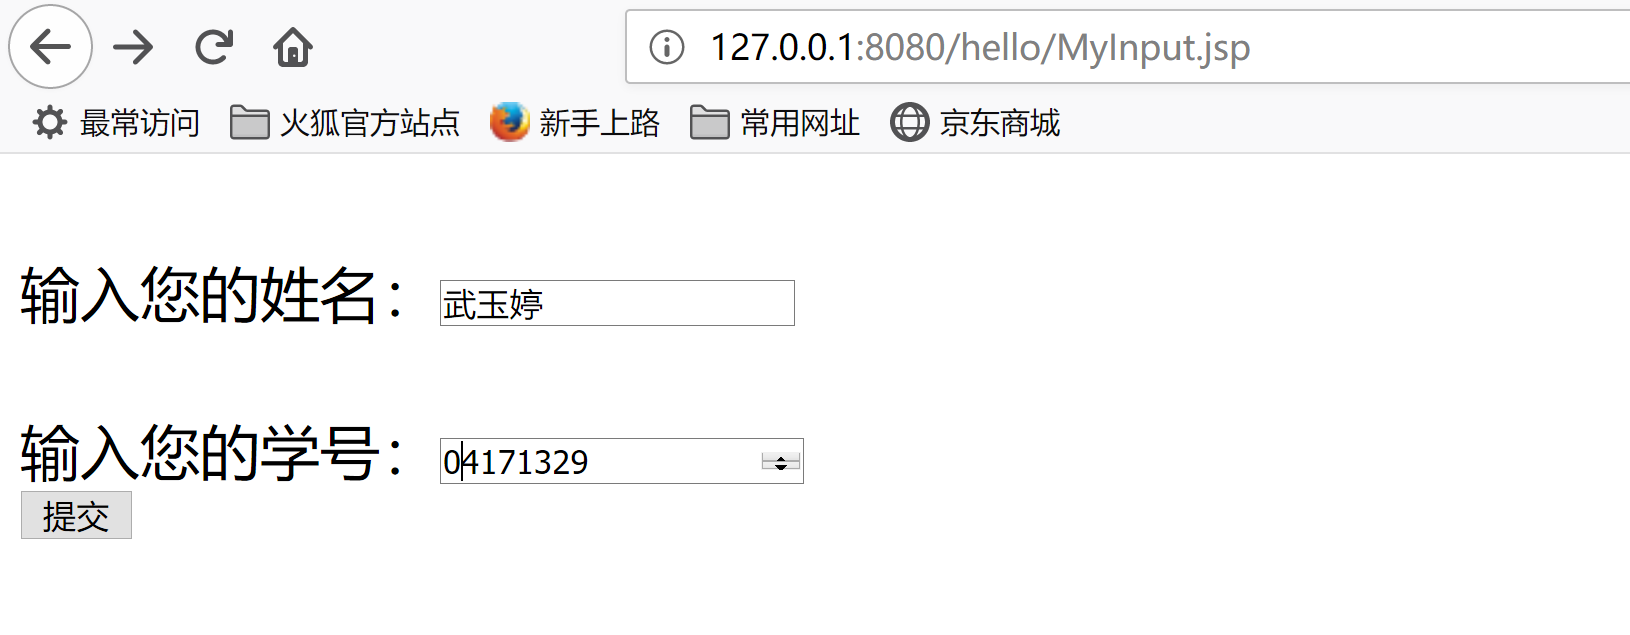 127.0.0.1:8080/hello/MyInput.jsp
最常访问 火狐官方站点 新手上路 常用网址 京东商城
输入您的姓名： 武玉婷
输入您的学号： 04171329
提交